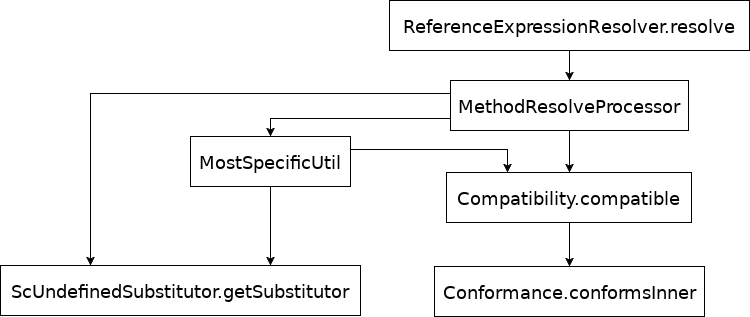 ReferenceExpressionResolver.resolve
MethodResolveProcessor
MostSpecificUtil
Compatibility.compatible
ScUndefinedSubstitutor.getSubstitutor
Conformance.conformsInner